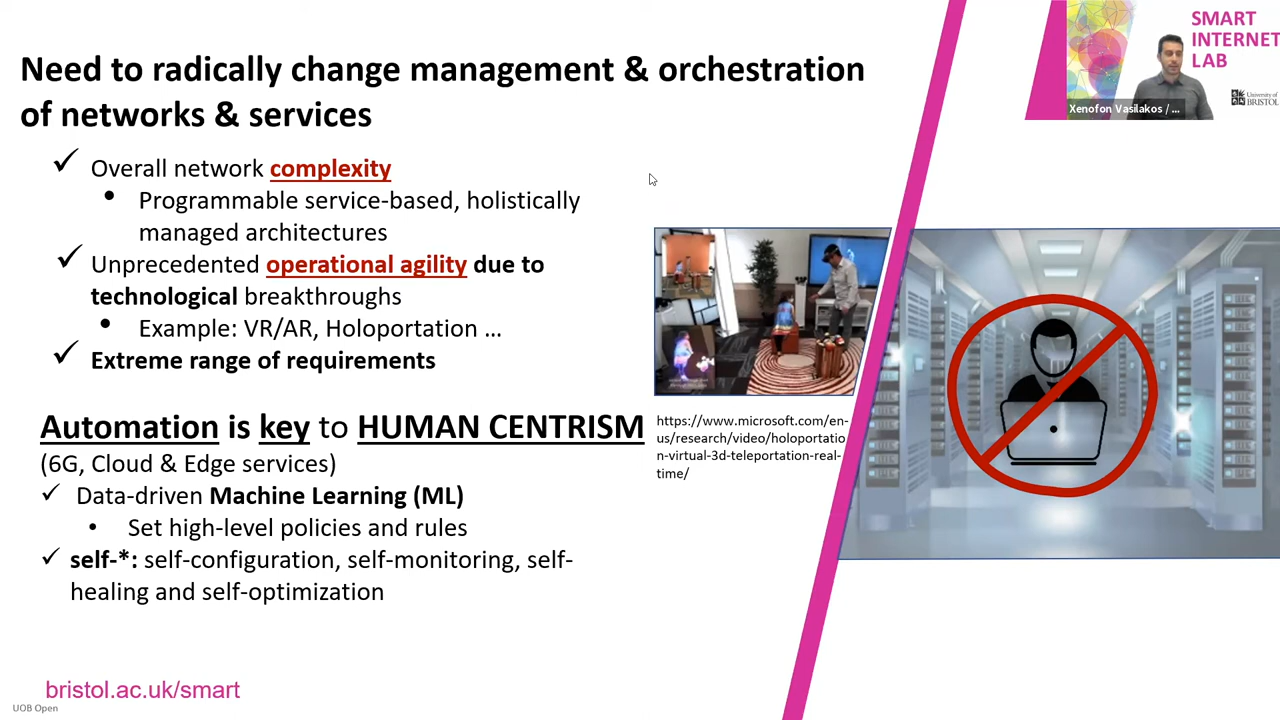 SMART
INTERNET
LAB
University of
BRISTOL
Xenofon Vasilakos / ...
Need to radically change management & orchestration
of networks & services
✓ Overall network complexity
• Programmable service-based, holistically
managed architectures
✓ Unprecedented operational agility due to
technological breakthroughs
• Example: VR/AR, Holoportation ...
✓ Extreme range of requirements
Automation is key to HUMAN CENTRISM
(6G, Cloud & Edge services)
✓ Data-driven Machine Learning (ML)
• Set high-level policies and rules
✓ self-*: self-configuration, self-monitoring, self-
healing and self-optimization
https://www.microsoft.com/en-
us/research/video/holoportatio
n-virtual-3d-teleportation-real-
time/
bristol.ac.uk/smart
UOB Open